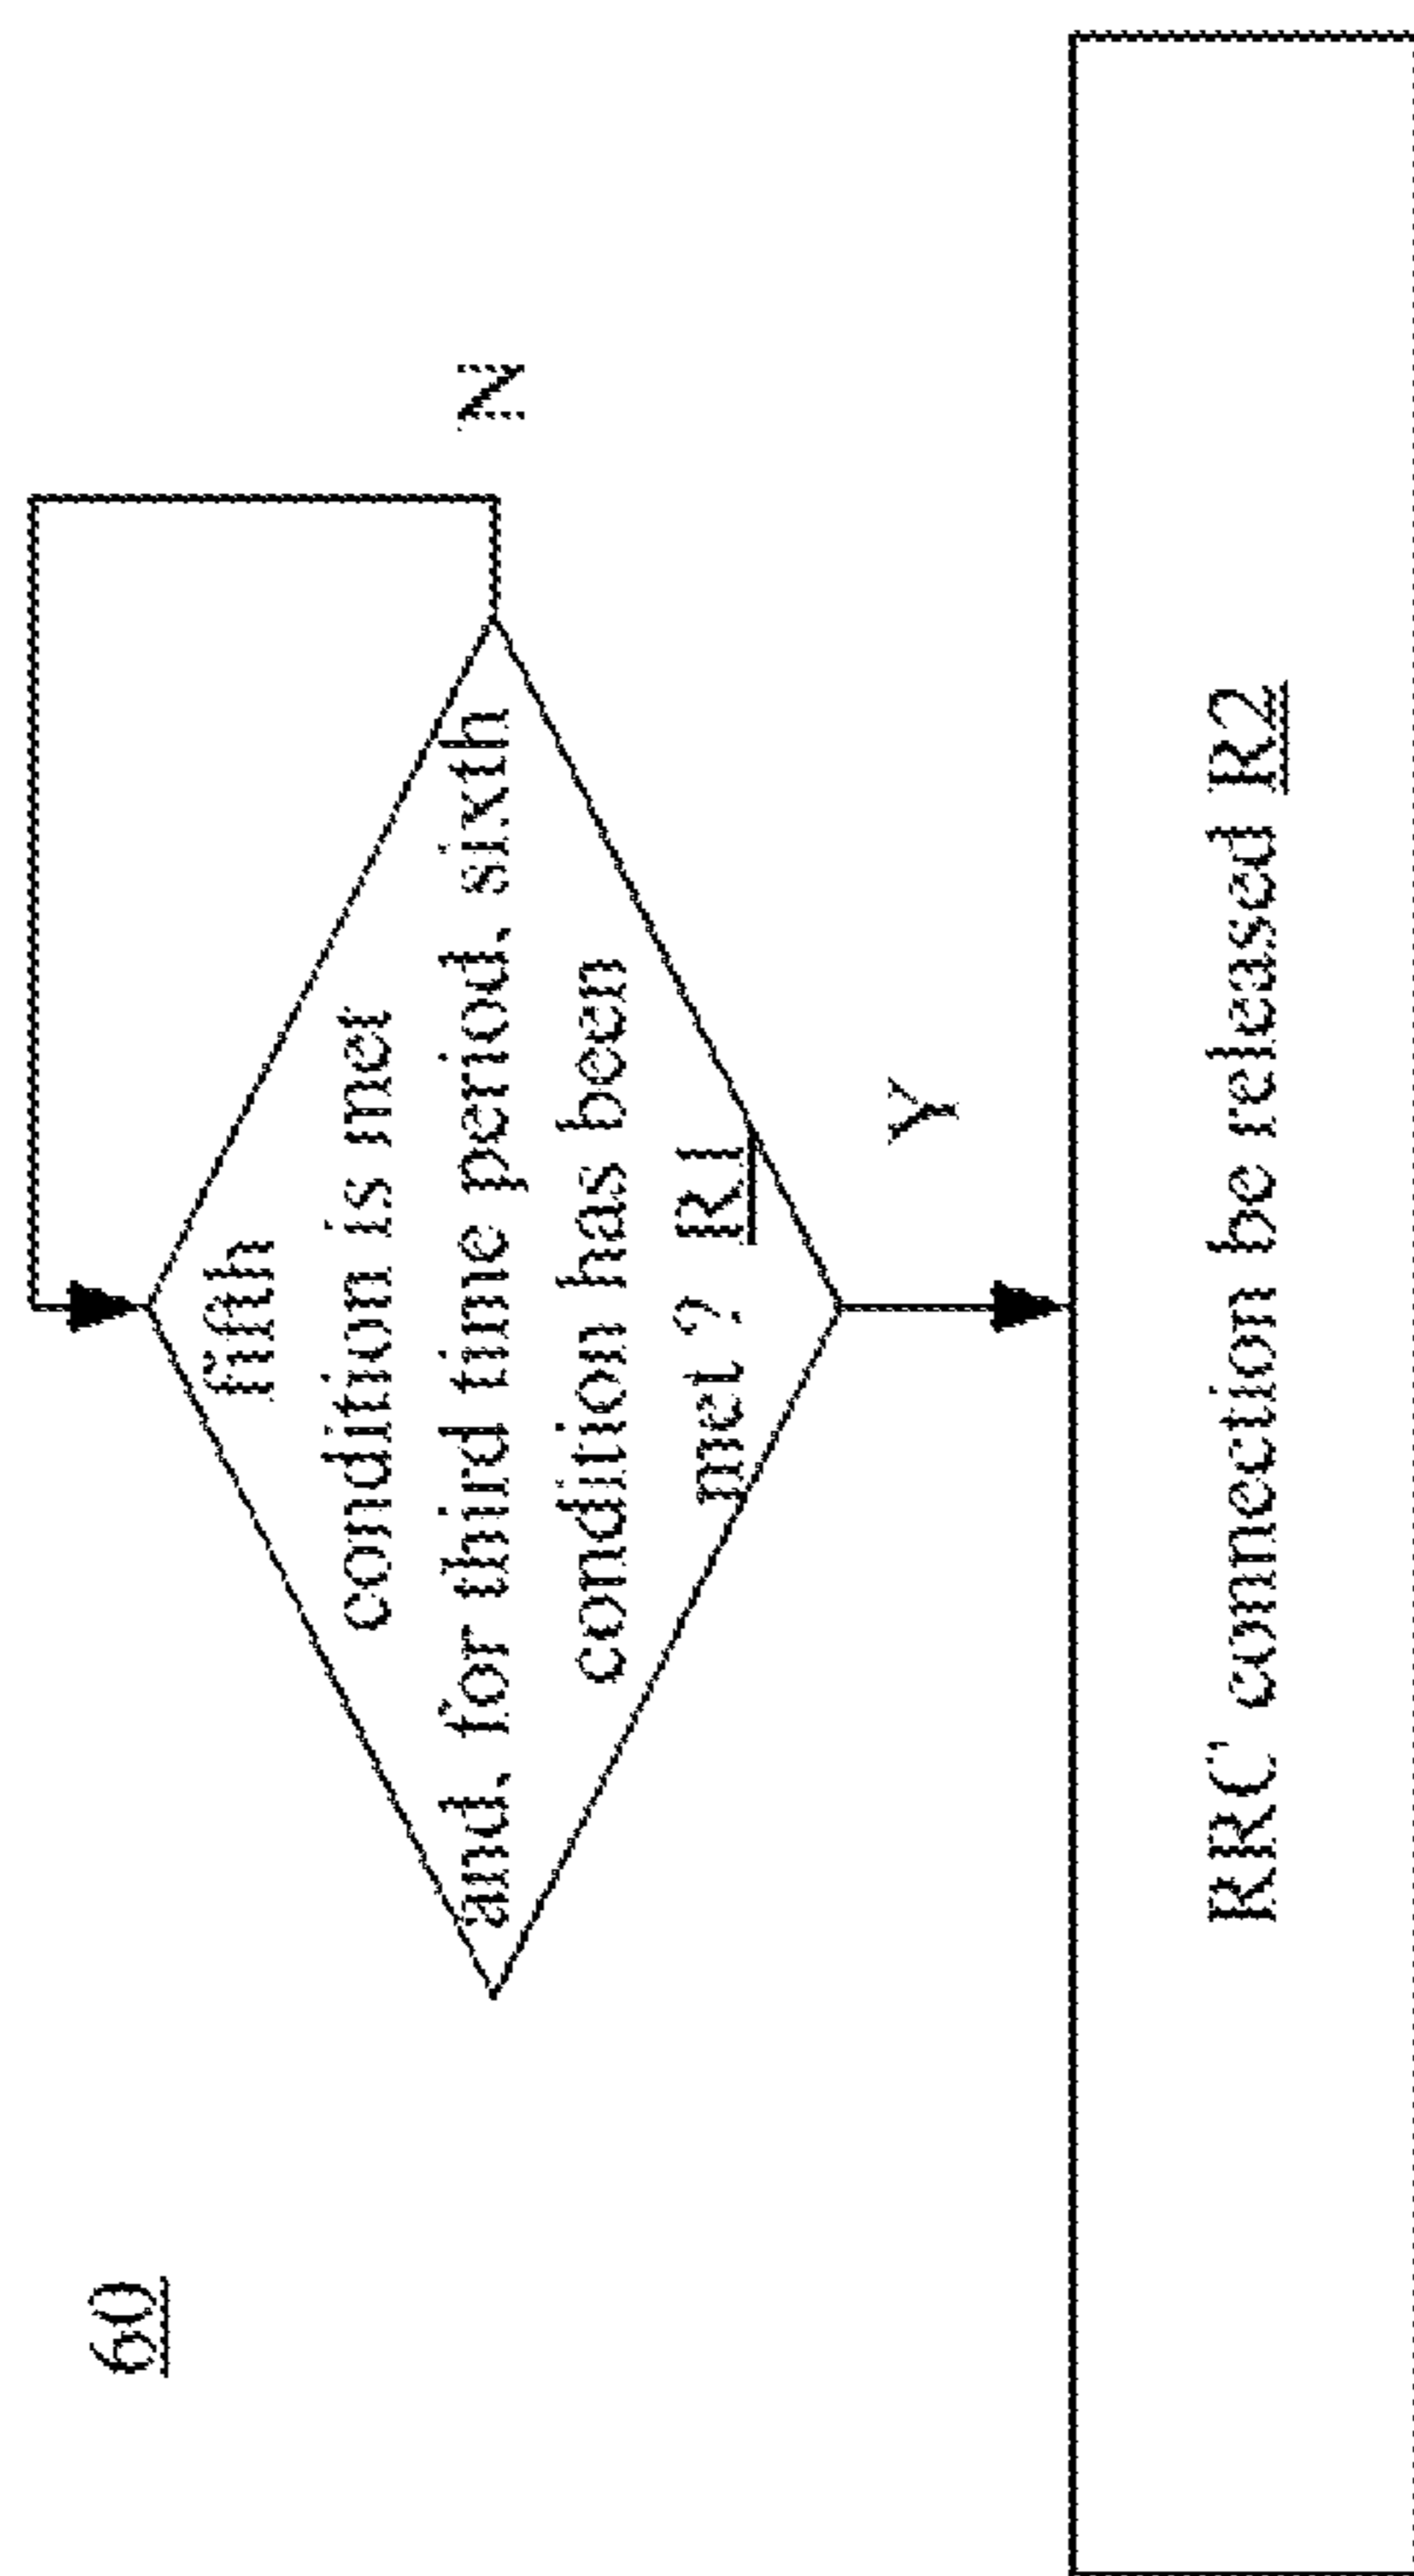 60
fifth
condition is met
and, for third time period, sixth
condition has been
met ? R1
N
Y
RRC connection be released R2